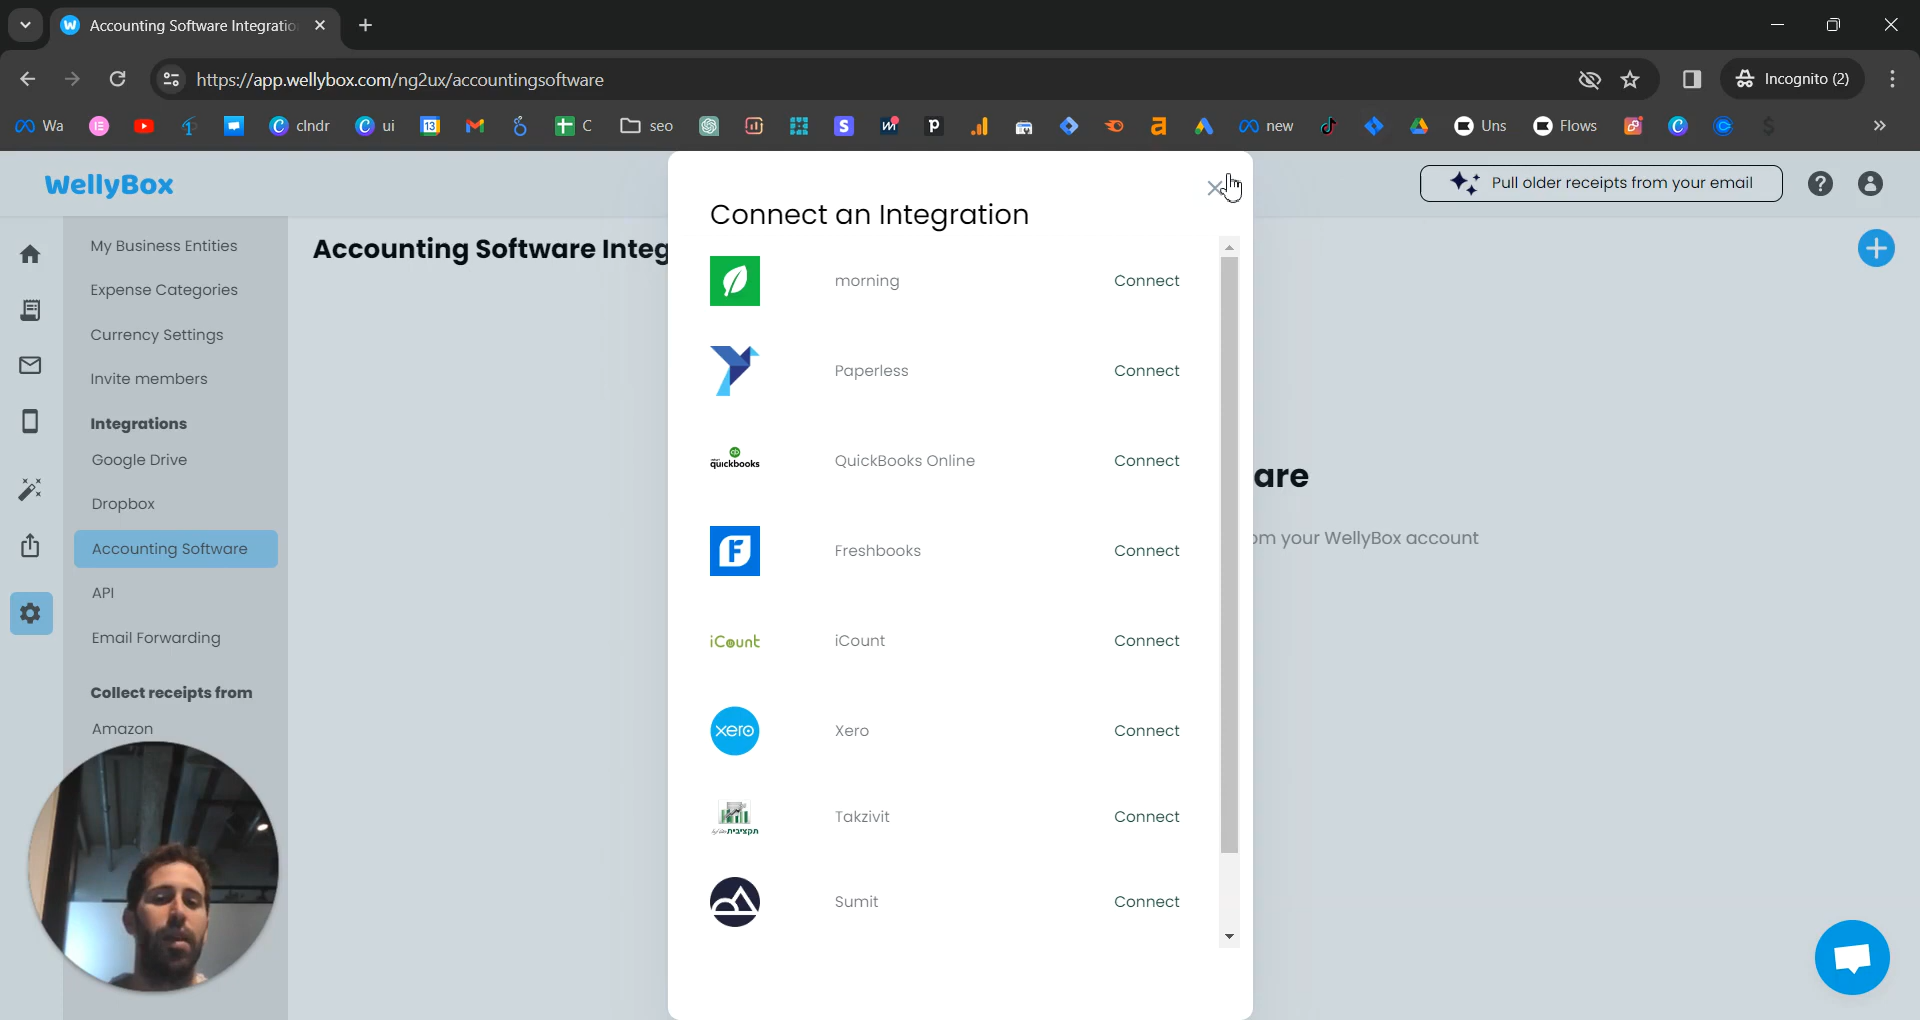 Accounting Software Integratio
https://app.wellybox.com/ng2ux/accountingsoftware
Incognito (2)
Wa
clndr
ui
C
seo
new
Uns
Flows
WellyBox
Pull older receipts from your email
My Business Entities
Expense Categories
Currency Settings
Invite members
Integrations
Google Drive
Dropbox
Accounting Software
API
Email Forwarding
Collect receipts from
Amazon
Accounting Software Integ
are
om your WellyBox account
Connect an Integration
morning Connect
Paperless Connect
quickbooks QuickBooks Online Connect
Freshbooks Connect
iCount iCount Connect
xero Xero Connect
תקציבית Takzivit Connect
Sumit Connect